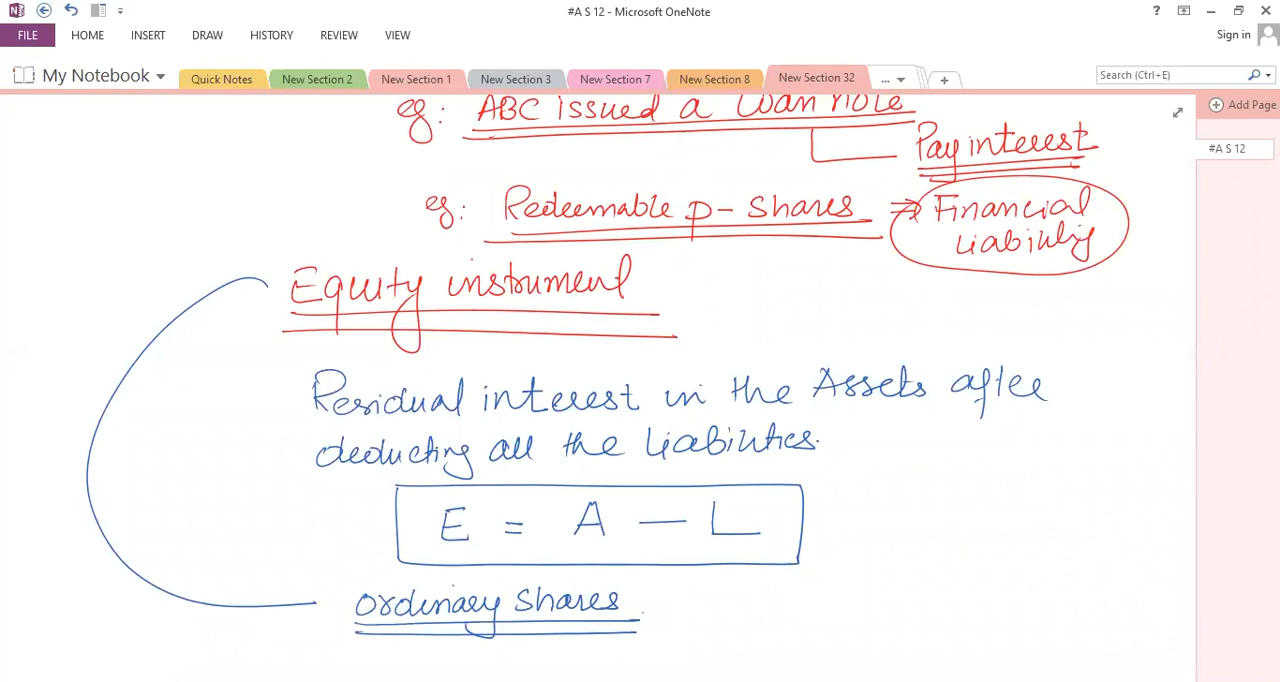 #A S 12 - Microsoft OneNote
?
FILE HOME INSERT DRAW HISTORY REVIEW VIEW
Sign in
My Notebook Quick Notes New Section 2 New Section 1 New Section 3 New Section 7 New Section 8 New Section 32 ... +
Search (Ctrl+E)
Add Page
#A S 12
eg: ABC issued a Loan note
Pay interest
eg: Redeemable p- shares ⇒ Financial
liability
Equity instrument
Residual interest in the Assets after
deducting all the liabilities.
E = A — L
ordinary shares